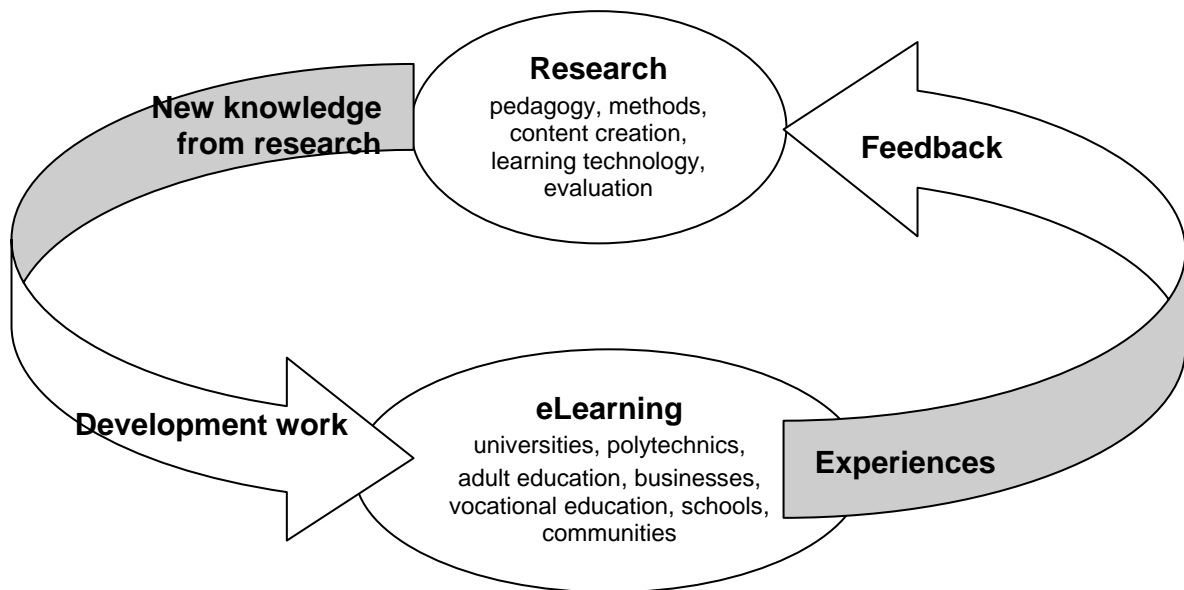 Research
pedagogy, methods,
content creation,
learning technology,
evaluation
New knowledge
from research
Feedback
Development work
eLearning
universities, polytechnics,
adult education, businesses,
vocational education, schools,
communities
Experiences